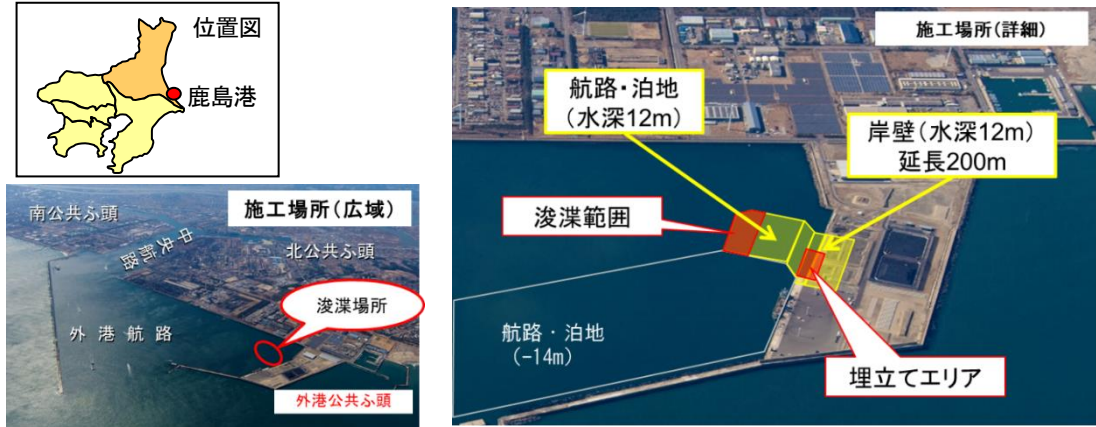 位置図
鹿島港
施工場所(広域)
南公共ふ頭
中央航路
北公共ふ頭
浚渫場所
外港航路
外港公共ふ頭
施工場所(詳細)
航路・泊地
(水深12m)
岸壁(水深12m)
延長200m
浚渫範囲
航路・泊地
(-14m)
埋立てエリア